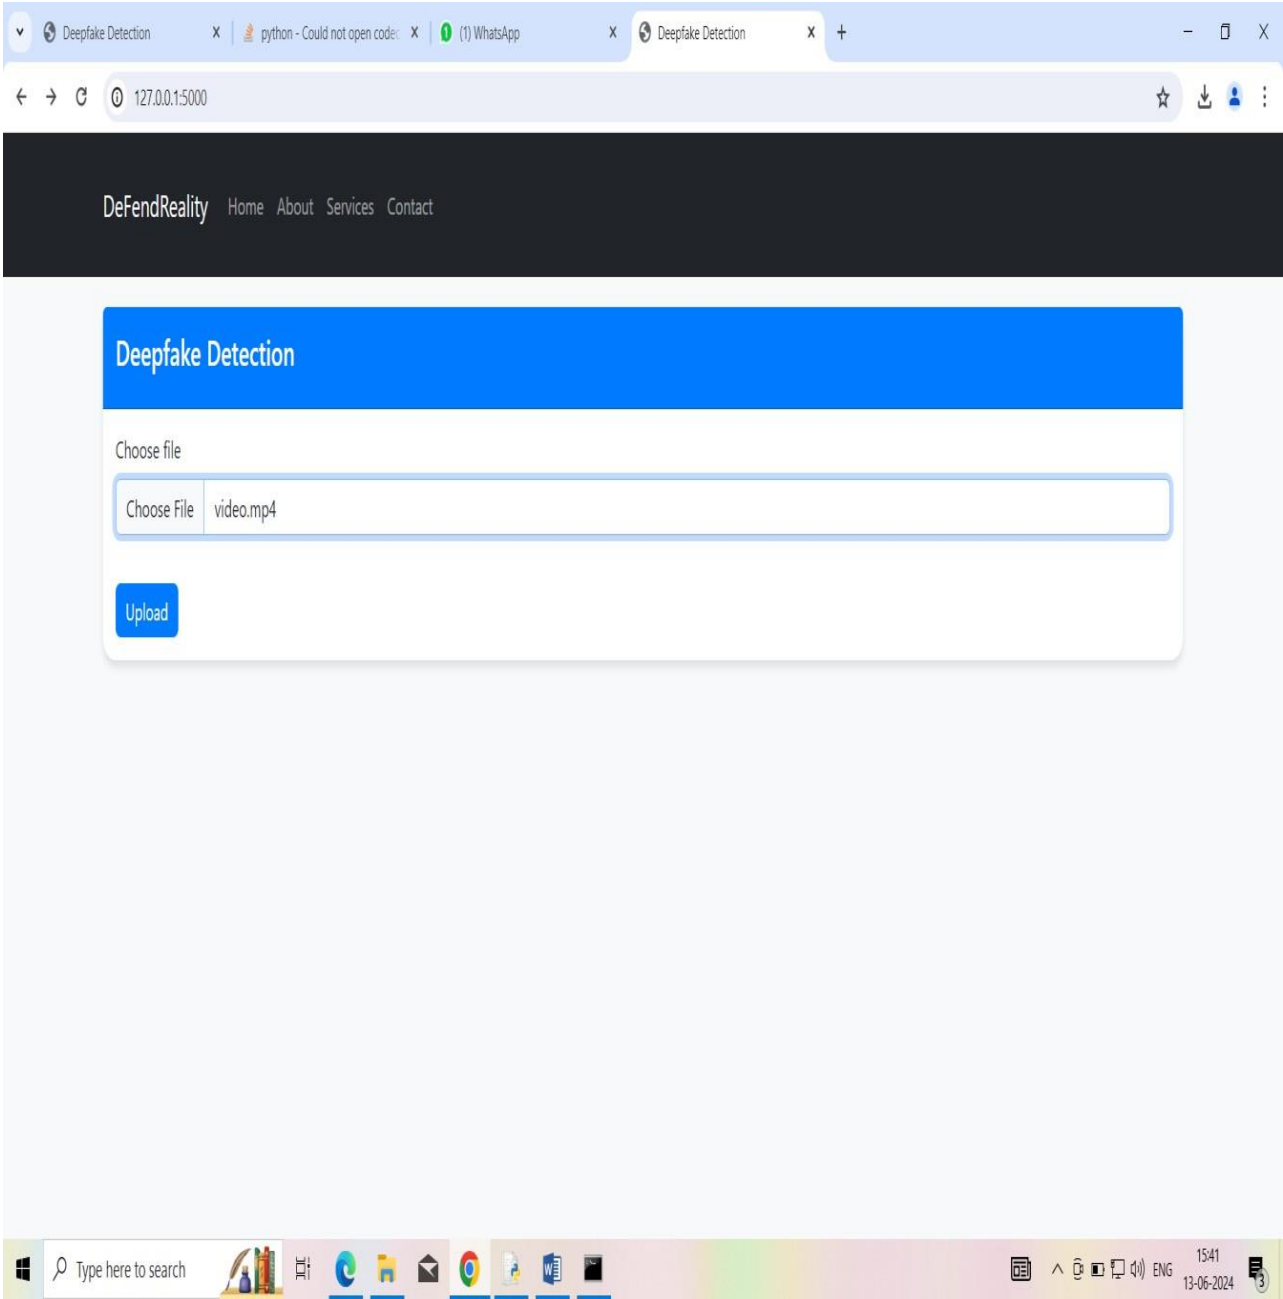 Deepfake Detection
python - Could not open codec
(1) WhatsApp
Deepfake Detection
127.0.0.1:5000
DeFendReality Home About Services Contact
Deepfake Detection
Choose file
Choose File video.mp4
Upload
Type here to search
ENG
15:41
13-06-2024
3